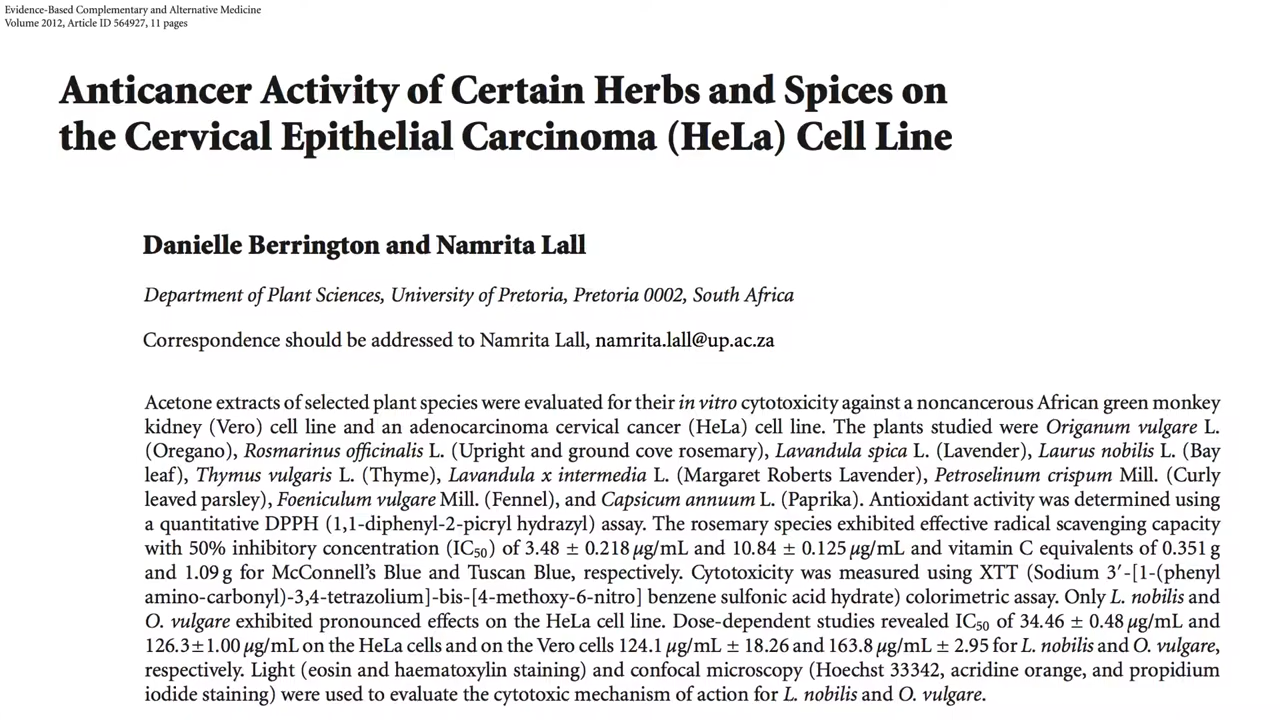 Evidence-Based Complementary and Alternative Medicine
Volume 2012, Article ID 564927, 11 pages
Anticancer Activity of Certain Herbs and Spices on
the Cervical Epithelial Carcinoma (HeLa) Cell Line
Danielle Berrington and Namrita Lall
Department of Plant Sciences, University of Pretoria, Pretoria 0002, South Africa
Correspondence should be addressed to Namrita Lall, namrita.lall@up.ac.za
Acetone extracts of selected plant species were evaluated for their in vitro cytotoxicity against a noncancerous African green monkey
kidney (Vero) cell line and an adenocarcinoma cervical cancer (HeLa) cell line. The plants studied were Origanum vulgare L.
(Oregano), Rosmarinus officinalis L. (Upright and ground cove rosemary), Lavandula spica L. (Lavender), Laurus nobilis L. (Bay
leaf), Thymus vulgaris L. (Thyme), Lavandula x intermedia L. (Margaret Roberts Lavender), Petroselinum crispum Mill. (Curly
leaved parsley), Foeniculum vulgare Mill. (Fennel), and Capsicum annuum L. (Paprika). Antioxidant activity was determined using
a quantitative DPPH (1,1-diphenyl-2-picryl hydrazyl) assay. The rosemary species exhibited effective radical scavenging capacity
with 50% inhibitory concentration (IC₅₀) of 3.48 ± 0.218 μg/mL and 10.84 ± 0.125 μg/mL and vitamin C equivalents of 0.351 g
and 1.09 g for McConnell's Blue and Tuscan Blue, respectively. Cytotoxicity was measured using XTT (Sodium 3′-[1-(phenyl
amino-carbonyl)-3,4-tetrazolium]-bis-[4-methoxy-6-nitro] benzene sulfonic acid hydrate) colorimetric assay. Only L. nobilis and
O. vulgare exhibited pronounced effects on the HeLa cell line. Dose-dependent studies revealed IC₅₀ of 34.46 ± 0.48 μg/mL and
126.3±1.00 μg/mL on the HeLa cells and on the Vero cells 124.1 μg/mL ± 18.26 and 163.8 μg/mL ± 2.95 for L. nobilis and O. vulgare,
respectively. Light (eosin and haematoxylin staining) and confocal microscopy (Hoechst 33342, acridine orange, and propidium
iodide staining) were used to evaluate the cytotoxic mechanism of action for L. nobilis and O. vulgare.